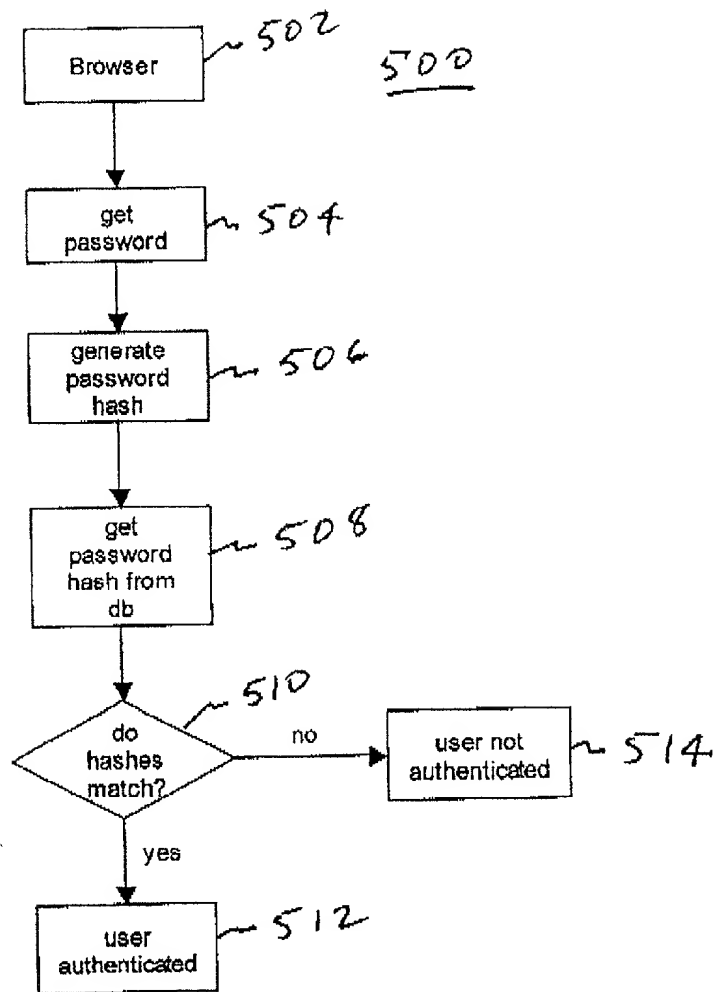 502
Browser
500
get
password
504
generate
password
hash
506
get
password
hash from
db
508
510
do
hashes
match?
no
user not
authenticated
514
yes
user
authenticated
512